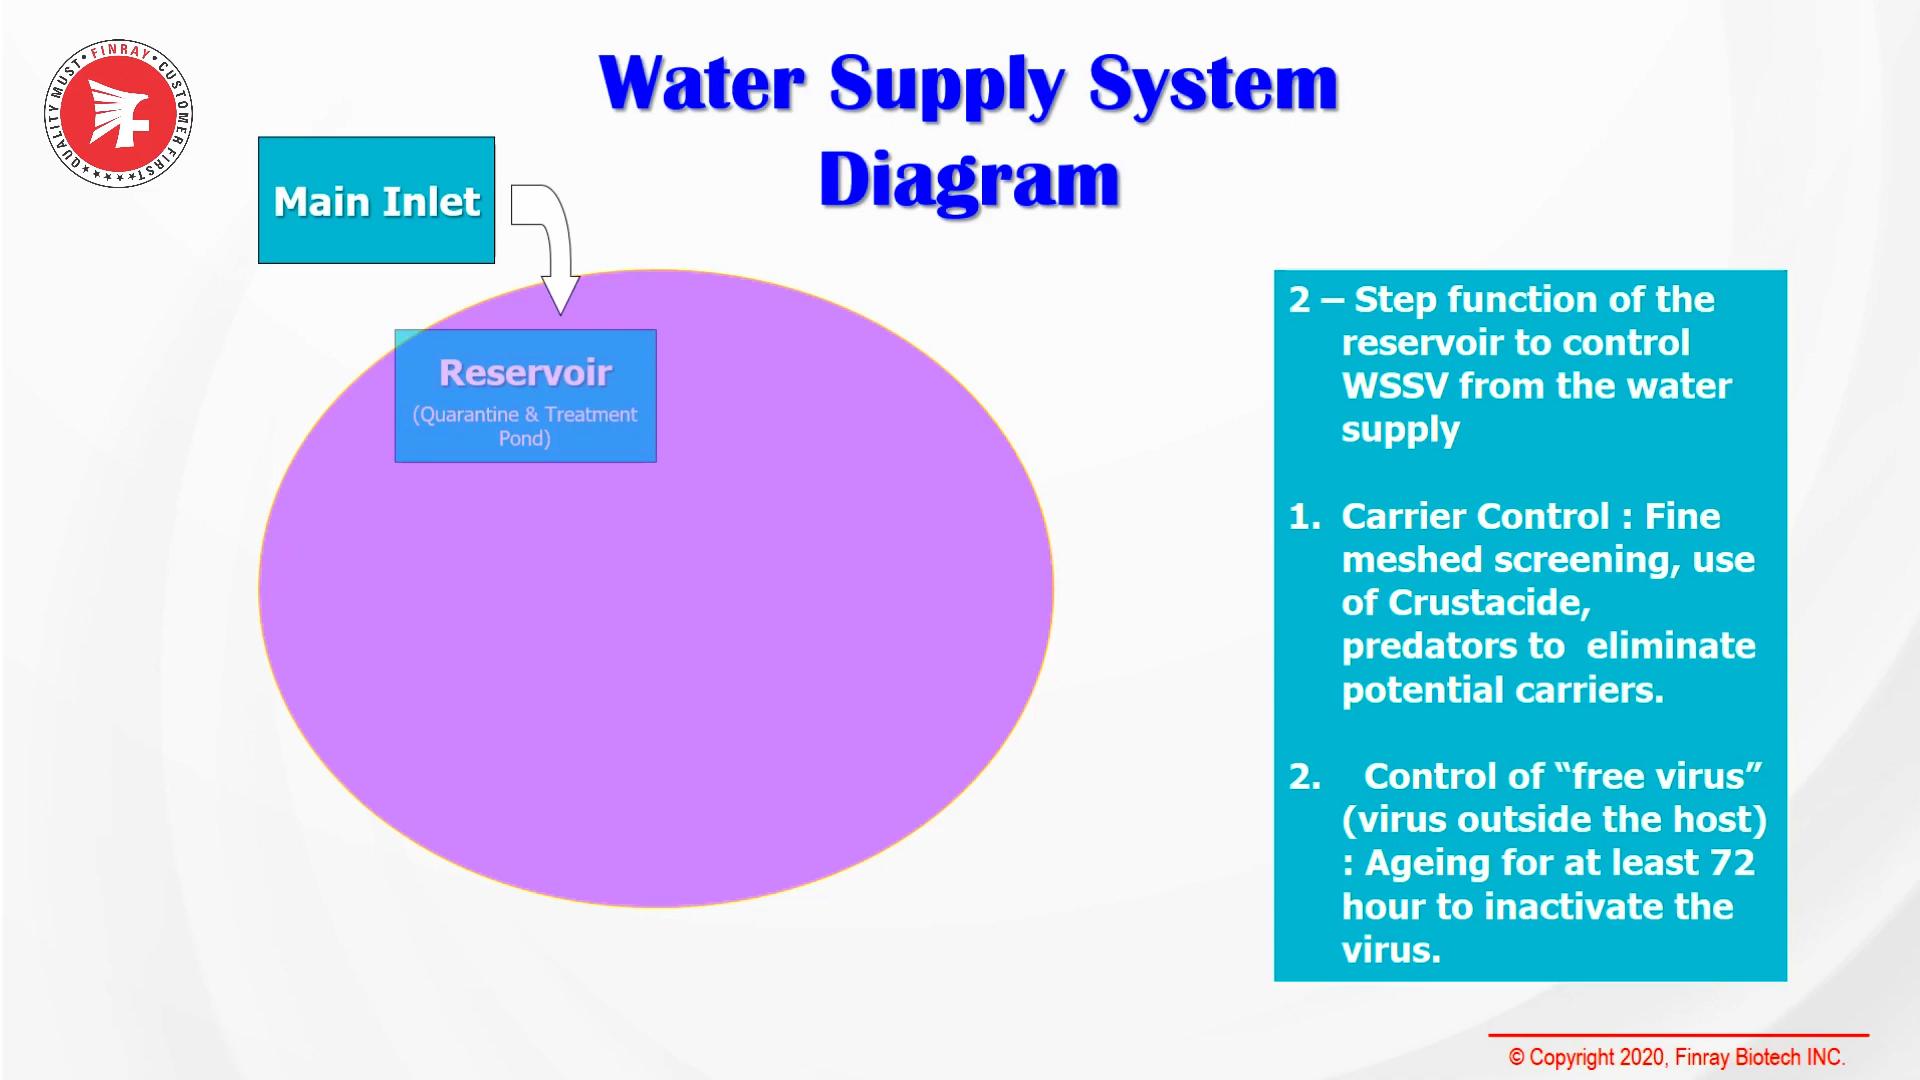 FINRAY • CUSTOMER FIRST ★★★★★ QUALITY MUST •
Water Supply System
Diagram
Main Inlet
Reservoir
(Quarantine & Treatment
Pond)
2 – Step function of the
reservoir to control
WSSV from the water
supply
1. Carrier Control : Fine
meshed screening, use
of Crustacide,
predators to eliminate
potential carriers.
2. Control of “free virus”
(virus outside the host)
: Ageing for at least 72
hour to inactivate the
virus.
© Copyright 2020, Finray Biotech INC.